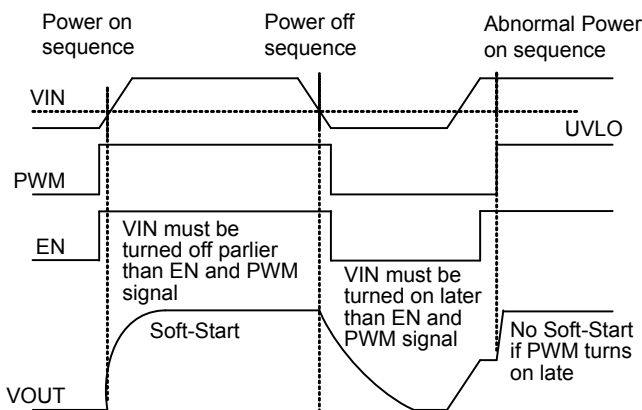 Power on
sequence
Power off
sequence
Abnormal Power
on sequence
VIN
UVLO
PWM
EN
VIN must be
turned off parlier
than EN and PWM
signal
VIN must be
turned on later
than EN and
PWM signal
Soft-Start
No Soft-Start
if PWM turns
on late
VOUT